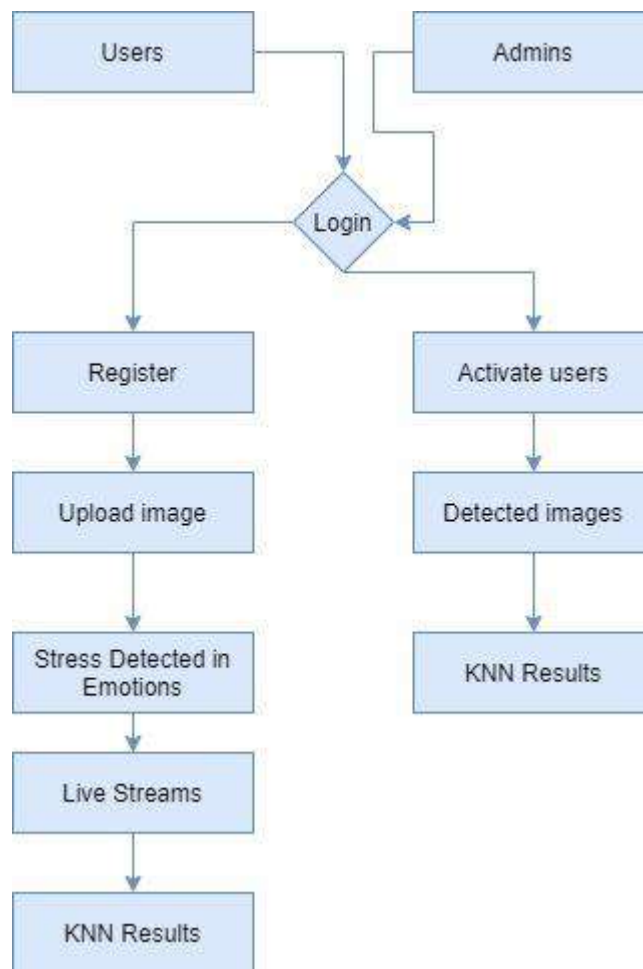 Users
Admins
Login
Register
Activate users
Upload image
Detected images
Stress Detected in
Emotions
KNN Results
Live Streams
KNN Results